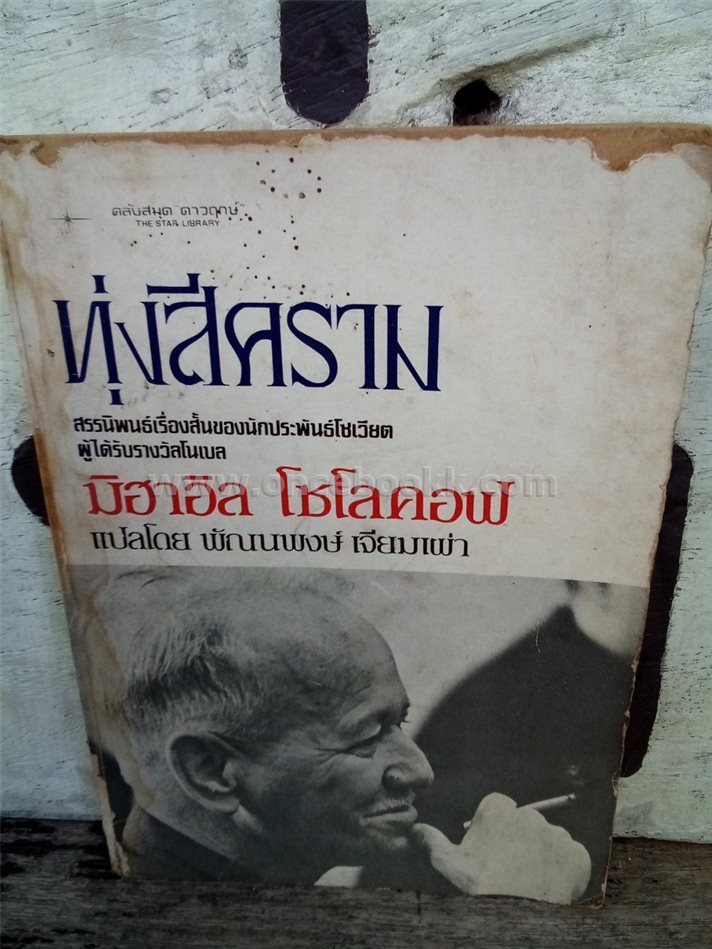 คลังสมุด ดาวฤกษ์
THE STAR LIBRARY
ทุ่งสีคราม
สรรนิพนธ์เรื่องสั้นของนักประพันธ์โซเวียต
ผู้ได้รับรางวัลโนเบล
www.oncebookk.com
มิฮาอิล โชโลคอฟ
แปลโดย พัฒนพงษ์ เจียมเผ่า